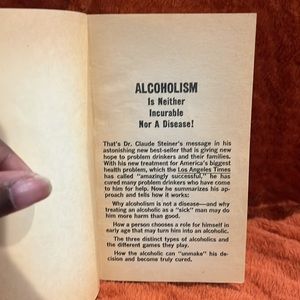 ALCOHOLISM
Is Neither
Incurable
Nor A Disease!
That's Dr. Claude Steiner's message in his
astonishing new best-seller that is giving new
hope to problem drinkers and their families.
With his new treatment for America's biggest
health problem, which the Los Angeles Times
has called "amazingly successful," he has
cured many problem drinkers who have come
to him for help. Now he summarizes his ap-
proach to tell you:
Why alcoholism is not a disease—and why
treating an alcoholic as a "sick" man may do
him more harm than good.
How a person chooses a role for himself in
early age that may turn him into an alcoholic.
The three distinct types of alcoholics and
the different games they play.
How the alcoholic can "unmake" his de-
cision and become truly cured.